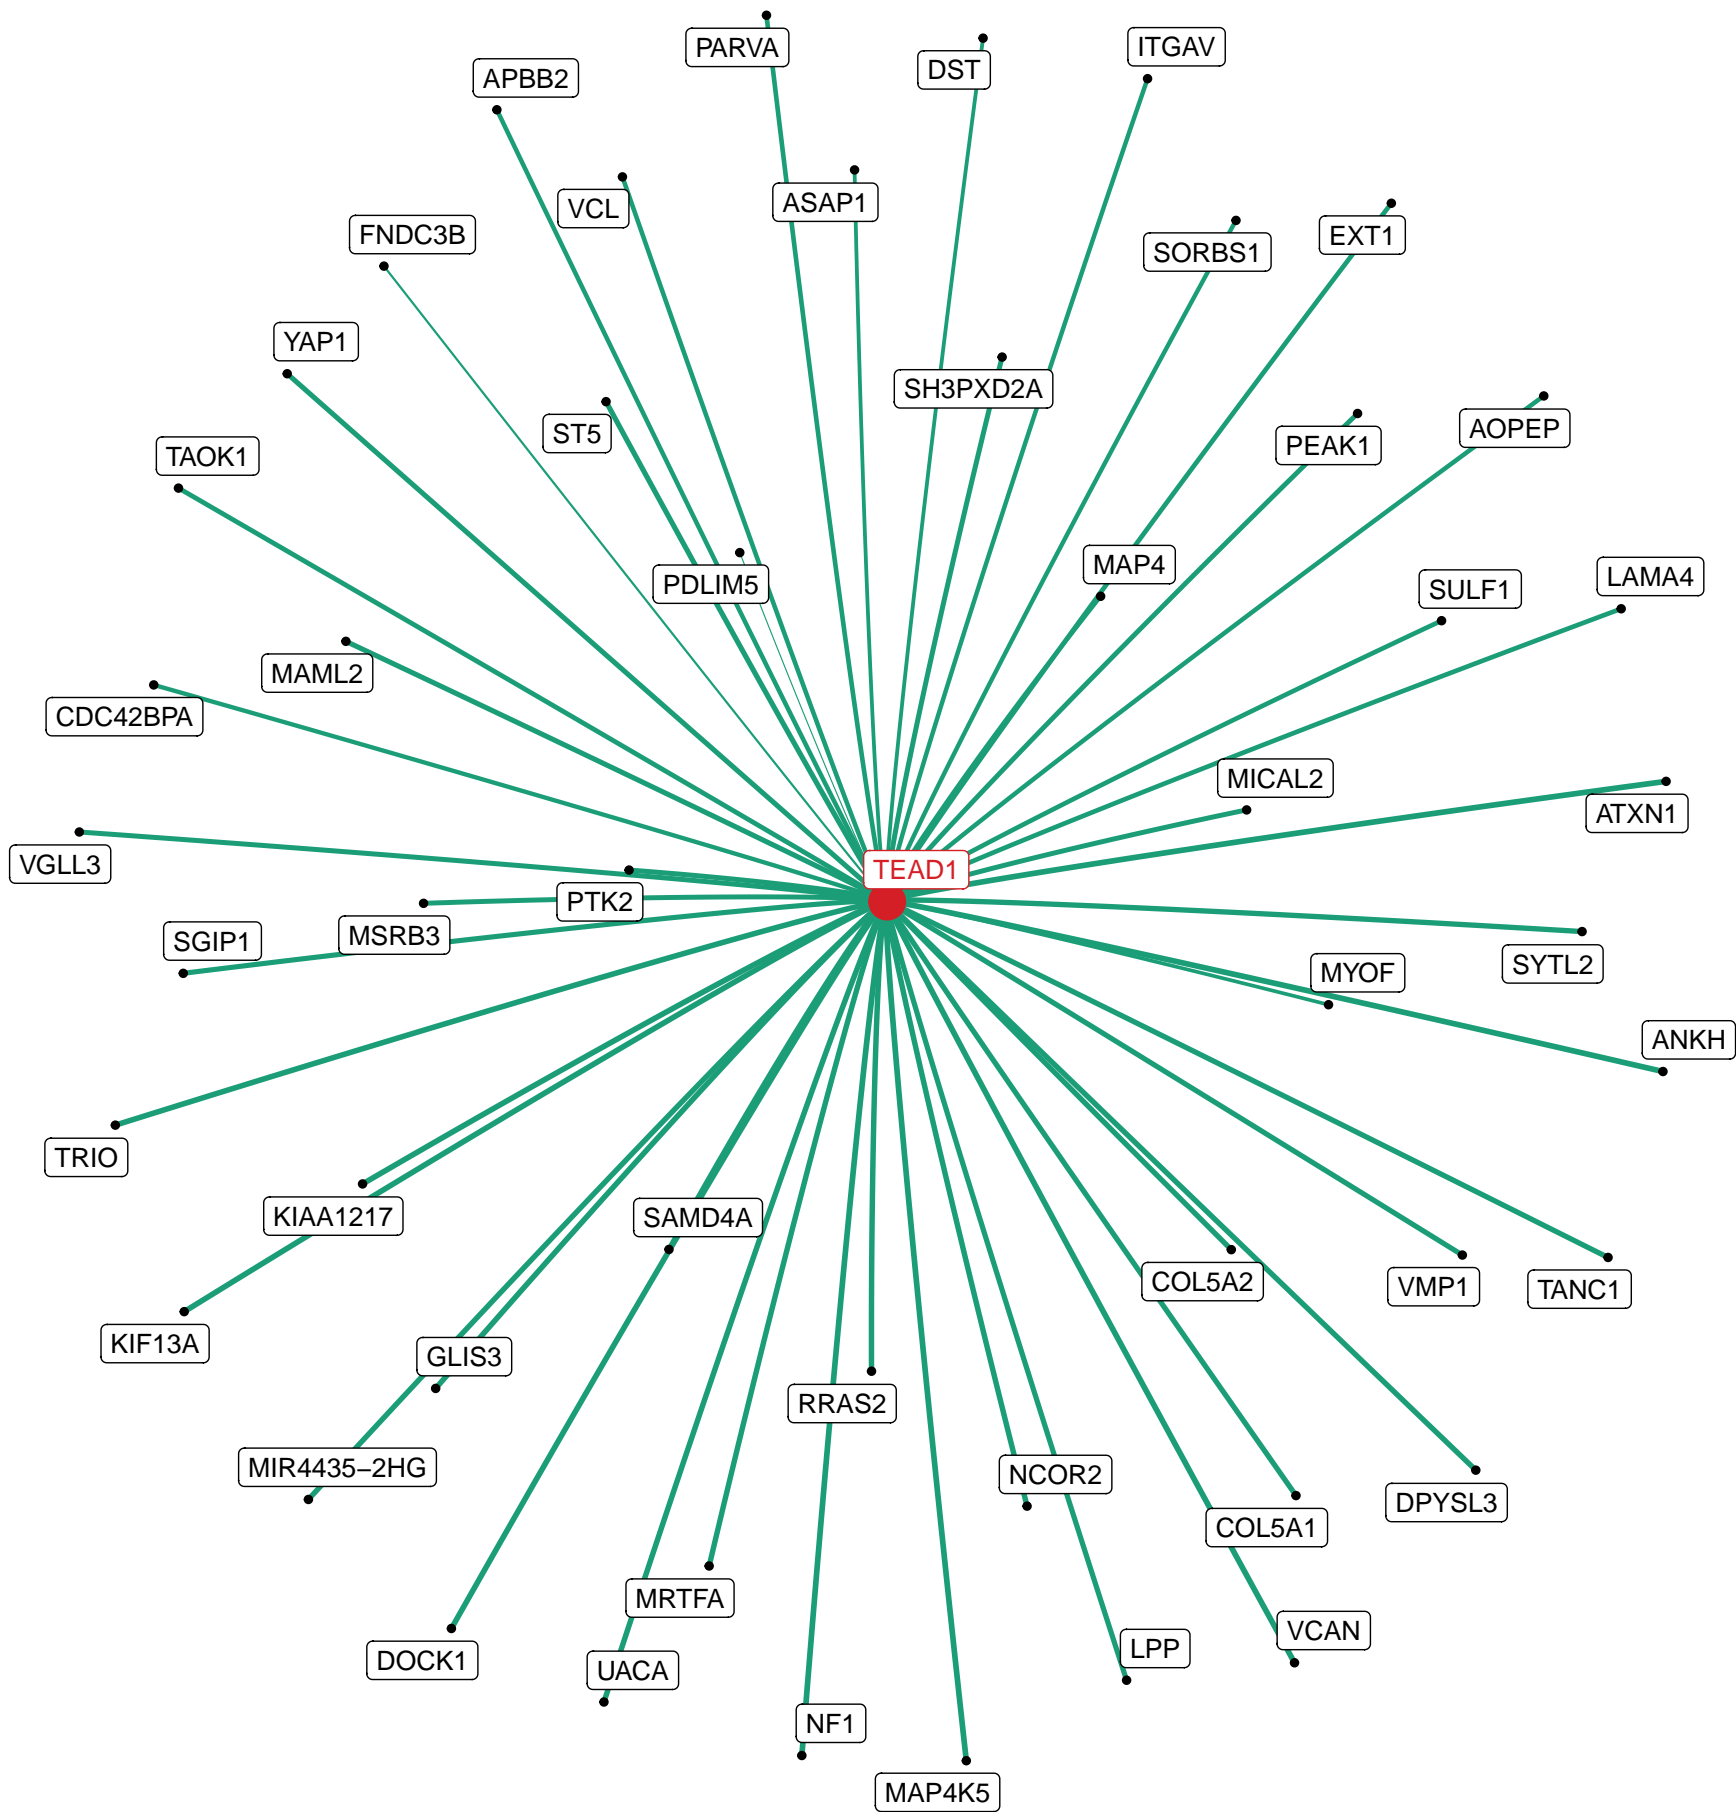 PARVA
ITGAV
DST
APBB2
ASAP1
VCL
FNDC3B
EXT1
SORBS1
YAP1
SH3PXD2A
AOPEP
ST5
PEAK1
TAOK1
MAP4
LAMA4
PDLIM5
SULF1
MAML2
CDC42BPA
MICAL2
ATXN1
VGLL3
TEAD1
PTK2
MSRB3
SGIP1
SYTL2
MYOF
ANKH
TRIO
KIAA1217
SAMD4A
COL5A2
VMP1
TANC1
KIF13A
GLIS3
RRAS2
MIR4435−2HG
NCOR2
DPYSL3
COL5A1
MRTFA
VCAN
LPP
DOCK1
UACA
NF1
MAP4K5